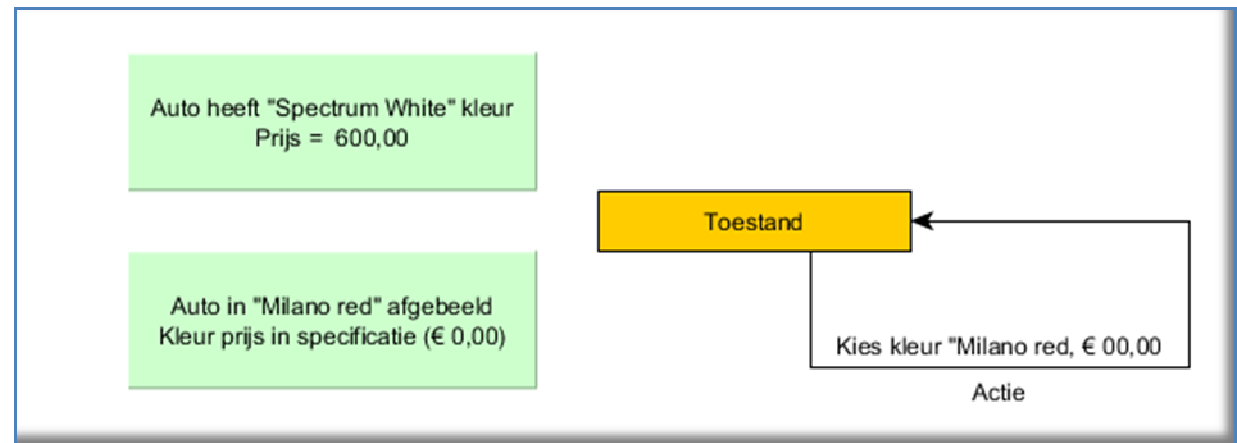 Auto heeft "Spectrum White" kleur
Prijs = 600,00
Toestand
Auto in "Milano red" afgebeeld
Kleur prijs in specificatie (€ 0,00)
Kies kleur "Milano red, € 00,00
Actie